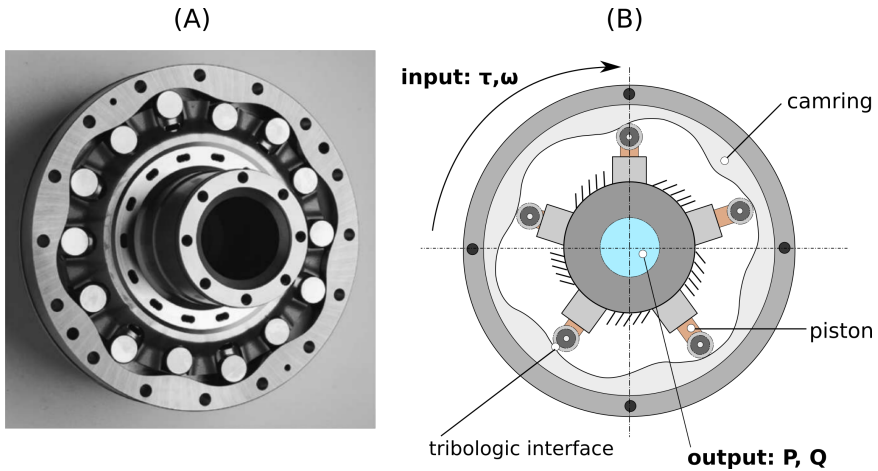 (A)
(B)
input: τ,ω
camring
piston
tribologic interface
output: P, Q